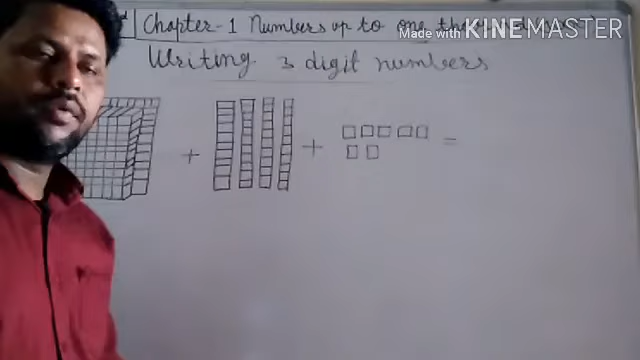 Chapter-1 Numbers up to one
Made with KINEMASTER
Writing 3 digit numbers
+ + =